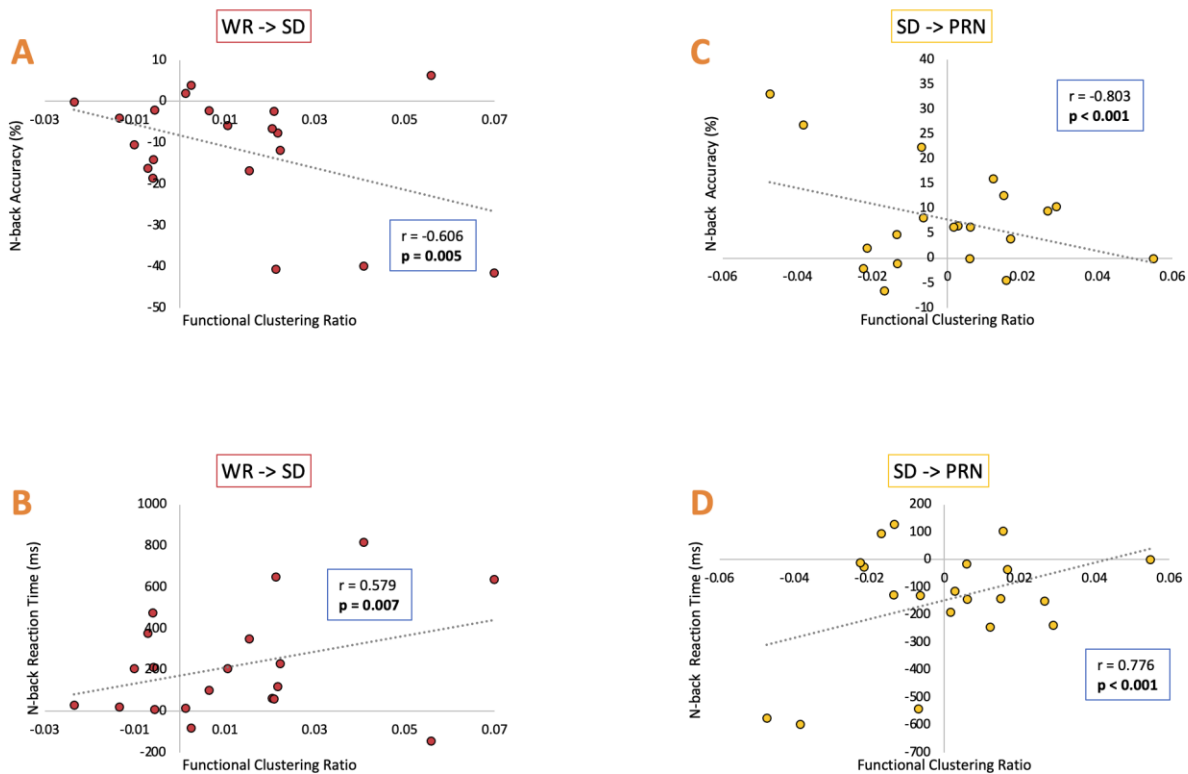 A
WR -> SD
N-back Accuracy (%)
10
0
-10
-20
-30
-40
-50
-0.03
-0.01
0.01
0.03
0.05
0.07
r = -0.606
p = 0.005
Functional Clustering Ratio
C
SD -> PRN
N-back Accuracy (%)
40
35
30
25
20
15
10
5
0
-5
-10
-0.06
-0.04
-0.02
0
0.02
0.04
0.06
r = -0.803
p < 0.001
Functional Clustering Ratio
B
WR -> SD
N-back Reaction Time (ms)
1000
800
600
400
200
0
-200
-0.03
-0.01
0.01
0.03
0.05
0.07
r = 0.579
p = 0.007
Functional Clustering Ratio
D
SD -> PRN
N-back Reaction Time (ms)
200
100
0
-100
-200
-300
-400
-500
-600
-700
-0.06
-0.04
-0.02
0
0.02
0.04
0.06
r = 0.776
p < 0.001
Functional Clustering Ratio